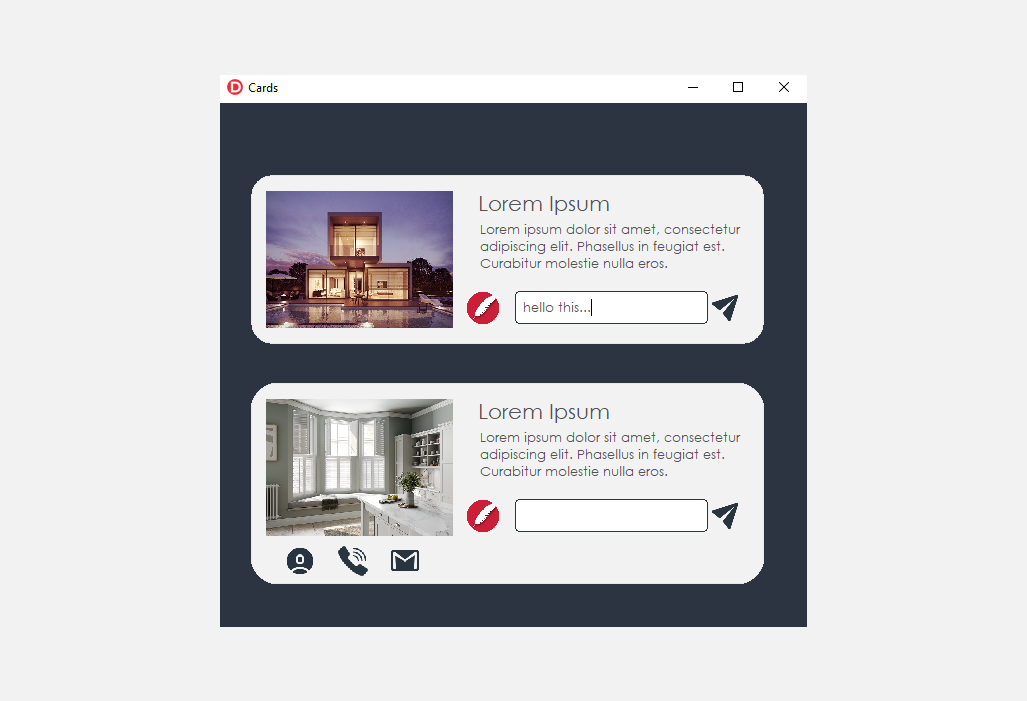 D Cards
Lorem Ipsum
Lorem ipsum dolor sit amet, consectetur
adipiscing elit. Phasellus in feugiat est.
Curabitur molestie nulla eros.
hello this...
Lorem Ipsum
Lorem ipsum dolor sit amet, consectetur
adipiscing elit. Phasellus in feugiat est.
Curabitur molestie nulla eros.